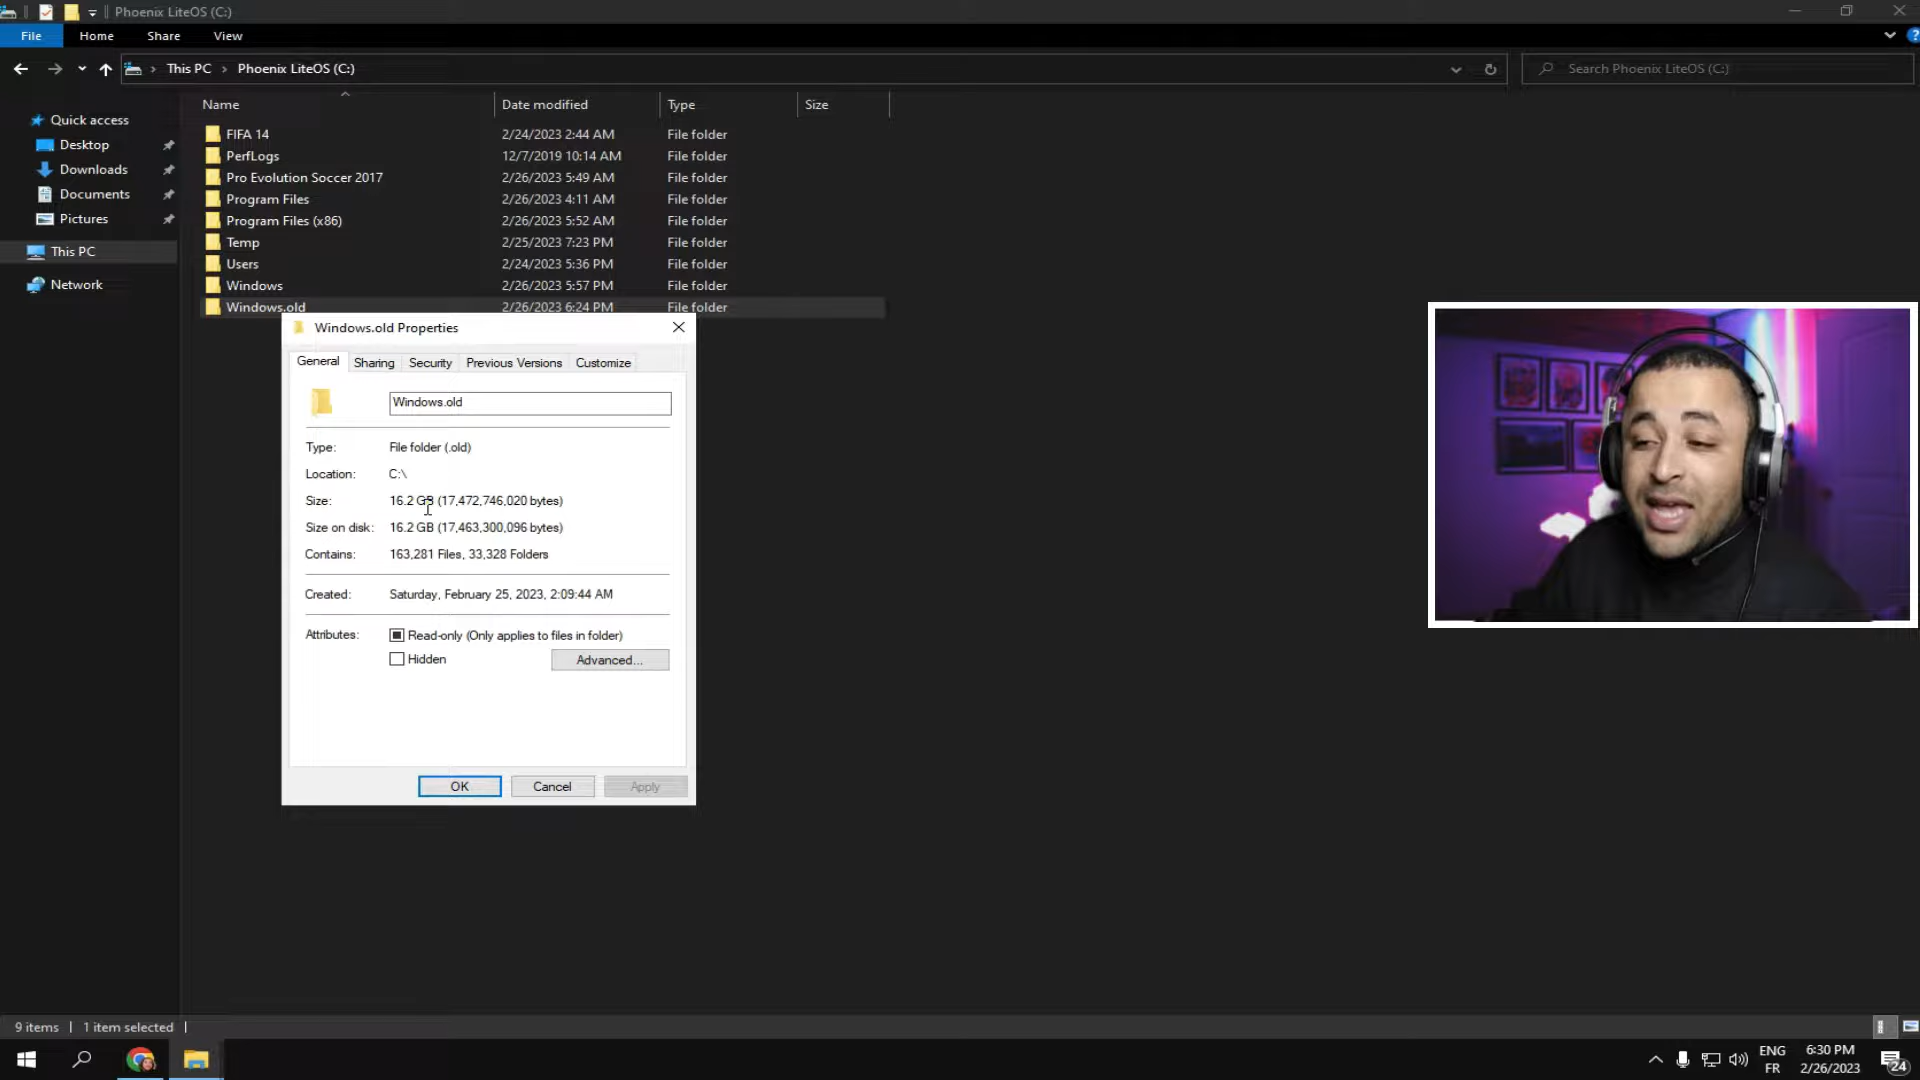 Phoenix LiteOS (C:)
File Home Share View
This PC Phoenix LiteOS (C:) Search Phoenix LiteOS (C:)
Name Date modified Type Size
Quick access
Desktop
Downloads
Documents
Pictures
This PC
Network
FIFA 14 2/24/2023 2:44 AM File folder
PerfLogs 12/7/2019 10:14 AM File folder
Pro Evolution Soccer 2017 2/26/2023 5:49 AM File folder
Program Files 2/26/2023 4:11 AM File folder
Program Files (x86) 2/26/2023 5:52 AM File folder
Temp 2/25/2023 7:23 PM File folder
Users 2/24/2023 5:36 PM File folder
Windows 2/26/2023 5:57 PM File folder
Windows.old 2/26/2023 6:24 PM File folder
Windows.old Properties
General Sharing Security Previous Versions Customize
Windows.old
Type: File folder (.old)
Location: C:\
Size: 16.2 GB (17,472,746,020 bytes)
Size on disk: 16.2 GB (17,463,300,096 bytes)
Contains: 163,281 Files, 33,328 Folders
Created: Saturday, February 25, 2023, 2:09:44 AM
Attributes: Read-only (Only applies to files in folder)
Hidden Advanced...
OK Cancel Apply
9 items 1 item selected
ENG 6:30 PM
FR 2/26/2023 24